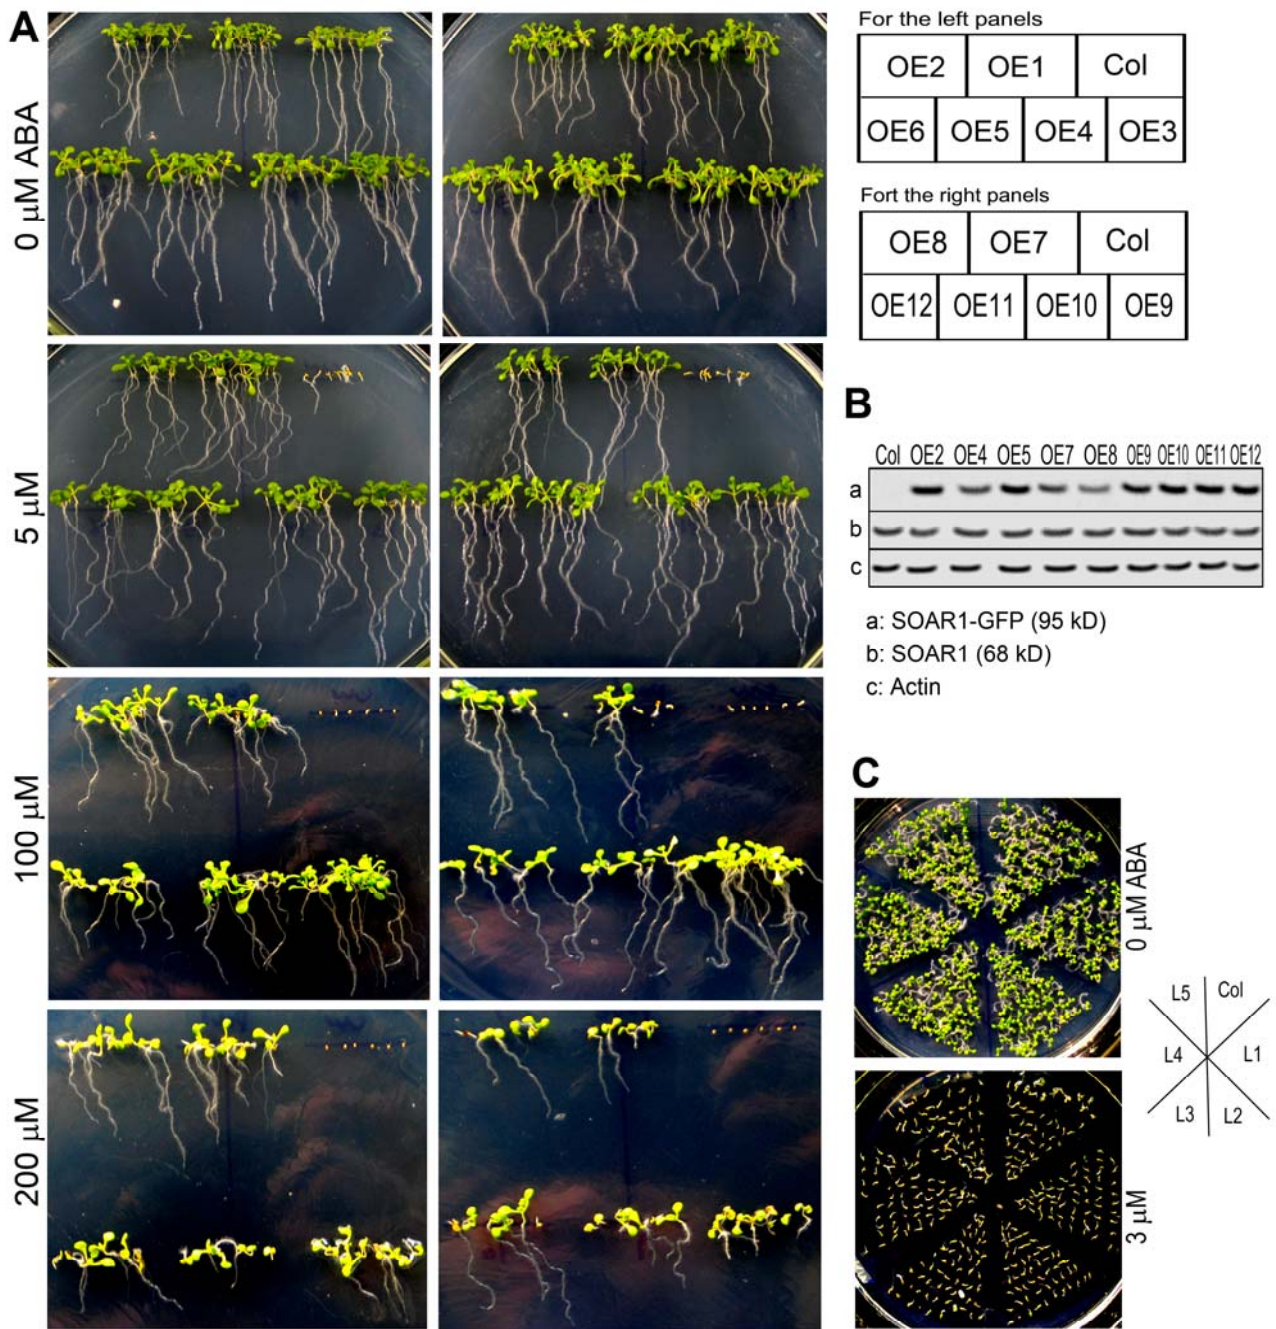 A
0 μM ABA
5 μM
100 μM
200 μM
For the left panels
OE2 OE1 Col
OE6 OE5 OE4 OE3
Fort the right panels
OE8 OE7 Col
OE12 OE11 OE10 OE9
B
Col OE2 OE4 OE5 OE7 OE8 OE9 OE10 OE11 OE12
a
b
c
a: SOAR1-GFP (95 kD)
b: SOAR1 (68 kD)
c: Actin
C
0 μM ABA
3 μM
L5 Col
L4 L1
L3 L2